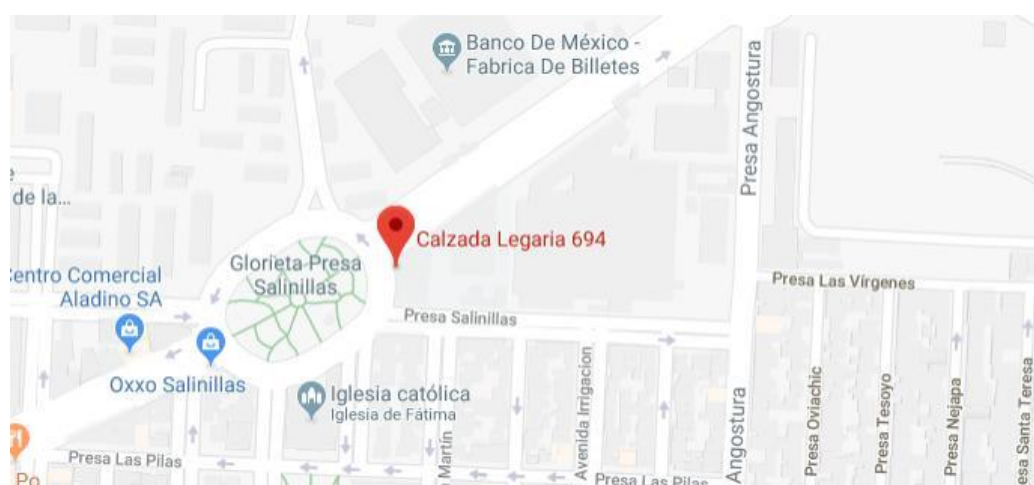 Banco De México -
Fabrica De Billetes
Presa Angostura
de la...
Calzada Legaria 694
Glorieta Presa
Salinillas
Centro Comercial
Aladino SA
Presa Las Vírgenes
Presa Salinillas
Oxxo Salinillas
Iglesia católica
Iglesia de Fátima
Avenida Irrigacion
Presa Oviachic
Presa Tesoyo
Presa Nejapa
esa Santa Teresa
Martín
Angostura
Presa Las Pilas
Presa Las Pilas
Po